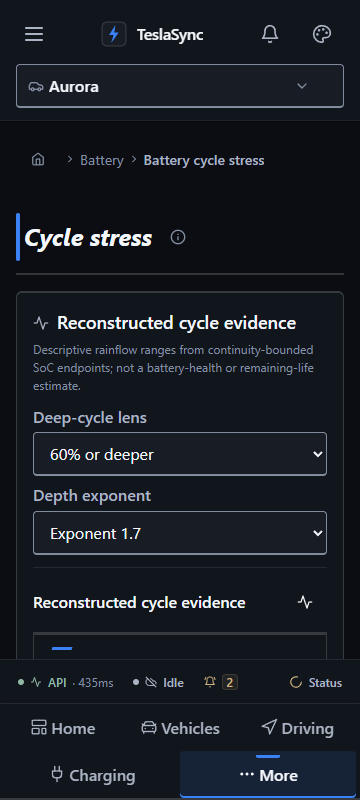 TeslaSync
Aurora
Battery
Battery cycle stress
Cycle stress
Reconstructed cycle evidence
Descriptive rainflow ranges from continuity-bounded
SoC endpoints; not a battery-health or remaining-life
estimate.
Deep-cycle lens
60% or deeper
Depth exponent
Exponent 1.7
Reconstructed cycle evidence
API · 435ms
Idle
2
Status
Home
Vehicles
Driving
Charging
More